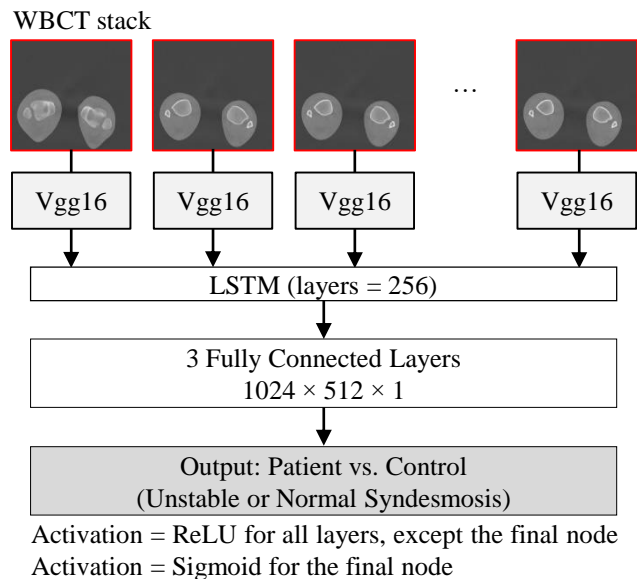 WBCT stack
…
Vgg16 Vgg16 Vgg16 Vgg16
LSTM (layers = 256)
3 Fully Connected Layers
1024 × 512 × 1
Output: Patient vs. Control
(Unstable or Normal Syndesmosis)
Activation = ReLU for all layers, except the final node
Activation = Sigmoid for the final node